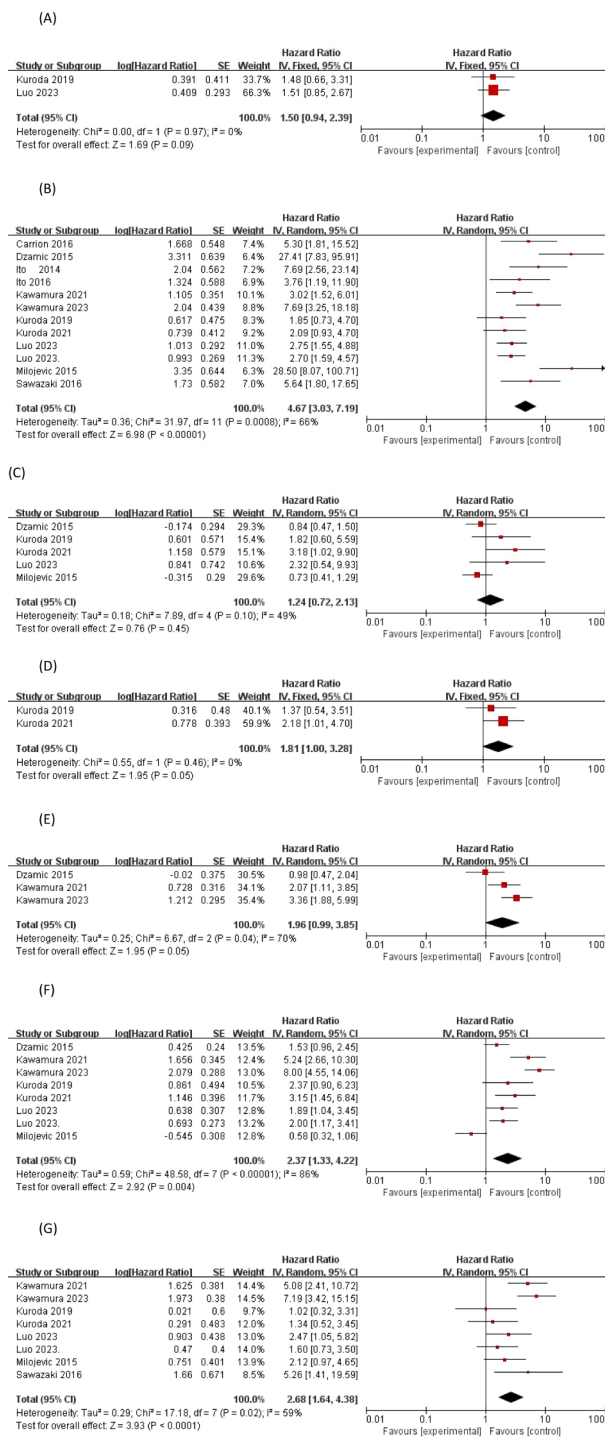 (A)
Hazard Ratio Hazard Ratio
Study or Subgroup log[Hazard Ratio] SE Weight IV, Fixed, 95% CI IV, Fixed, 95% CI
Kuroda 2019 0.391 0.411 33.7% 1.48 [0.66, 3.31]
Luo 2023 0.409 0.293 66.3% 1.51 [0.85, 2.67]
Total (95% CI) 100.0% 1.50 [0.94, 2.39]
Heterogeneity: Chi² = 0.00, df = 1 (P = 0.97); I² = 0%
Test for overall effect: Z = 1.69 (P = 0.09)
0.01 0.1 1 10 100
Favours [experimental] Favours [control]
(B)
Hazard Ratio Hazard Ratio
Study or Subgroup log[Hazard Ratio] SE Weight IV, Random, 95% CI IV, Random, 95% CI
Carrion 2016 1.668 0.548 7.4% 5.30 [1.81, 15.52]
Dzamic 2015 3.311 0.639 6.4% 27.41 [7.83, 95.91]
Ito 2014 2.04 0.562 7.2% 7.69 [2.56, 23.14]
Ito 2016 1.324 0.588 6.9% 3.76 [1.19, 11.90]
Kawamura 2021 1.105 0.351 10.1% 3.02 [1.52, 6.01]
Kawamura 2023 2.04 0.439 8.8% 7.69 [3.25, 18.18]
Kuroda 2019 0.617 0.475 8.3% 1.85 [0.73, 4.70]
Kuroda 2021 0.739 0.412 9.2% 2.09 [0.93, 4.70]
Luo 2023 1.013 0.292 11.0% 2.75 [1.55, 4.88]
Luo 2023. 0.993 0.269 11.3% 2.70 [1.59, 4.57]
Milojevic 2015 3.35 0.644 6.3% 28.50 [8.07, 100.71]
Sawazaki 2016 1.73 0.582 7.0% 5.64 [1.80, 17.65]
Total (95% CI) 100.0% 4.67 [3.03, 7.19]
Heterogeneity: Tau² = 0.36; Chi² = 31.97, df = 11 (P = 0.0008); I² = 66%
Test for overall effect: Z = 6.98 (P < 0.00001)
0.01 0.1 1 10 100
Favours [experimental] Favours [control]
(C)
Hazard Ratio Hazard Ratio
Study or Subgroup log[Hazard Ratio] SE Weight IV, Random, 95% CI IV, Random, 95% CI
Dzamic 2015 -0.174 0.294 29.3% 0.84 [0.47, 1.50]
Kuroda 2019 0.601 0.571 15.4% 1.82 [0.60, 5.59]
Kuroda 2021 1.158 0.579 15.1% 3.18 [1.02, 9.90]
Luo 2023 0.841 0.742 10.6% 2.32 [0.54, 9.93]
Milojevic 2015 -0.315 0.29 29.6% 0.73 [0.41, 1.29]
Total (95% CI) 100.0% 1.24 [0.72, 2.13]
Heterogeneity: Tau² = 0.18; Chi² = 7.89, df = 4 (P = 0.10); I² = 49%
Test for overall effect: Z = 0.76 (P = 0.45)
0.01 0.1 1 10 100
Favours [experimental] Favours [control]
(D)
Hazard Ratio Hazard Ratio
Study or Subgroup log[Hazard Ratio] SE Weight IV, Fixed, 95% CI IV, Fixed, 95% CI
Kuroda 2019 0.316 0.48 40.1% 1.37 [0.54, 3.51]
Kuroda 2021 0.778 0.393 59.9% 2.18 [1.01, 4.70]
Total (95% CI) 100.0% 1.81 [1.00, 3.28]
Heterogeneity: Chi² = 0.55, df = 1 (P = 0.46); I² = 0%
Test for overall effect: Z = 1.95 (P = 0.05)
0.01 0.1 1 10 100
Favours [experimental] Favours [control]
(E)
Hazard Ratio Hazard Ratio
Study or Subgroup log[Hazard Ratio] SE Weight IV, Random, 95% CI IV, Random, 95% CI
Dzamic 2015 -0.02 0.375 30.5% 0.98 [0.47, 2.04]
Kawamura 2021 0.728 0.316 34.1% 2.07 [1.11, 3.85]
Kawamura 2023 1.212 0.295 35.4% 3.36 [1.88, 5.99]
Total (95% CI) 100.0% 1.96 [0.99, 3.85]
Heterogeneity: Tau² = 0.25; Chi² = 6.67, df = 2 (P = 0.04); I² = 70%
Test for overall effect: Z = 1.95 (P = 0.05)
0.01 0.1 1 10 100
Favours [experimental] Favours [control]
(F)
Hazard Ratio Hazard Ratio
Study or Subgroup log[Hazard Ratio] SE Weight IV, Random, 95% CI IV, Random, 95% CI
Dzamic 2015 0.425 0.24 13.5% 1.53 [0.96, 2.45]
Kawamura 2021 1.656 0.345 12.4% 5.24 [2.66, 10.30]
Kawamura 2023 2.079 0.288 13.0% 8.00 [4.55, 14.06]
Kuroda 2019 0.861 0.494 10.4% 2.37 [0.90, 6.23]
Kuroda 2021 1.146 0.396 11.7% 3.15 [1.45, 6.84]
Luo 2023 0.638 0.307 12.8% 1.89 [1.04, 3.45]
Luo 2023. 0.693 0.273 13.2% 2.00 [1.17, 3.41]
Milojevic 2015 -0.545 0.308 12.8% 0.58 [0.32, 1.06]
Total (95% CI) 100.0% 2.37 [1.33, 4.22]
Heterogeneity: Tau² = 0.59; Chi² = 48.58, df = 7 (P < 0.00001); I² = 86%
Test for overall effect: Z = 2.92 (P = 0.004)
0.01 0.1 1 10 100
Favours [experimental] Favours [control]
(G)
Hazard Ratio Hazard Ratio
Study or Subgroup log[Hazard Ratio] SE Weight IV, Random, 95% CI IV, Random, 95% CI
Kawamura 2021 1.625 0.381 14.4% 5.08 [2.41, 10.72]
Kawamura 2023 1.973 0.38 14.5% 7.19 [3.42, 15.15]
Kuroda 2019 0.021 0.6 9.7% 1.02 [0.32, 3.31]
Kuroda 2021 0.291 0.483 12.0% 1.34 [0.52, 3.45]
Luo 2023 0.903 0.438 13.0% 2.47 [1.05, 5.82]
Luo 2023. 0.47 0.4 14.0% 1.60 [0.73, 3.50]
Milojevic 2015 0.751 0.401 13.9% 2.12 [0.97, 4.65]
Sawazaki 2016 1.66 0.671 8.5% 5.26 [1.41, 19.59]
Total (95% CI) 100.0% 2.68 [1.64, 4.38]
Heterogeneity: Tau² = 0.29; Chi² = 17.18, df = 7 (P = 0.02); I² = 59%
Test for overall effect: Z = 3.93 (P < 0.0001)
0.01 0.1 1 10 100
Favours [experimental] Favours [control]